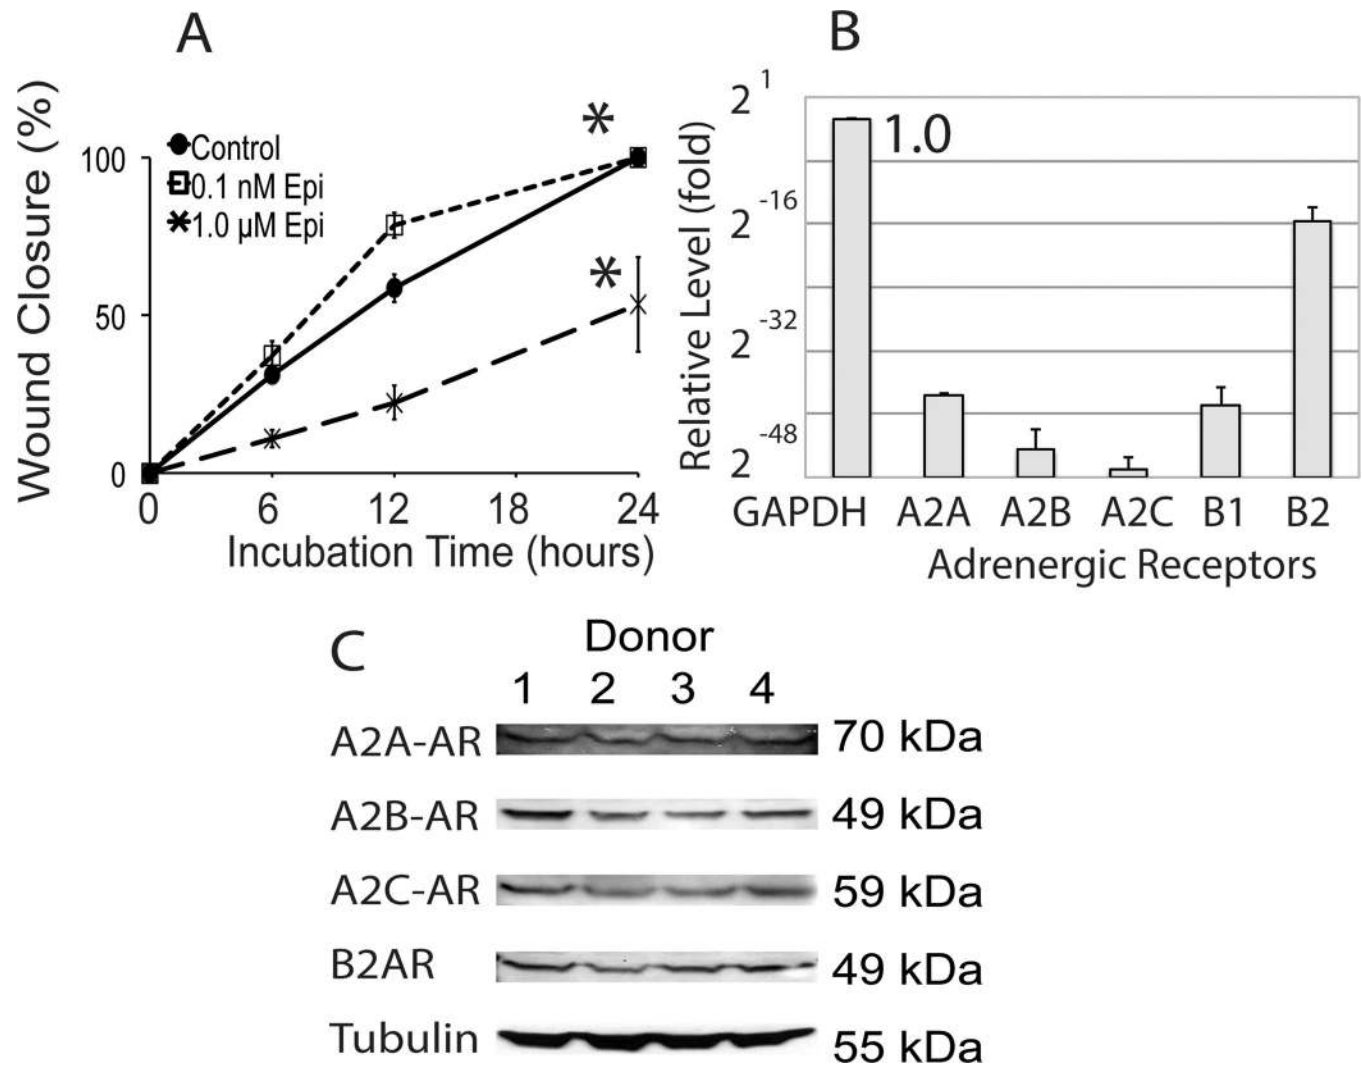 A
Wound Closure (%)
Control
0.1 nM Epi
1.0 µM Epi
*
*
100
50
0
0 6 12 18 24
Incubation Time (hours)
B
Relative Level (fold)
2 1
2 -16
2 -32
2 -48
1.0
GAPDH A2A A2B A2C B1 B2
Adrenergic Receptors
C
Donor
1 2 3 4
A2A-AR 70 kDa
A2B-AR 49 kDa
A2C-AR 59 kDa
B2AR 49 kDa
Tubulin 55 kDa